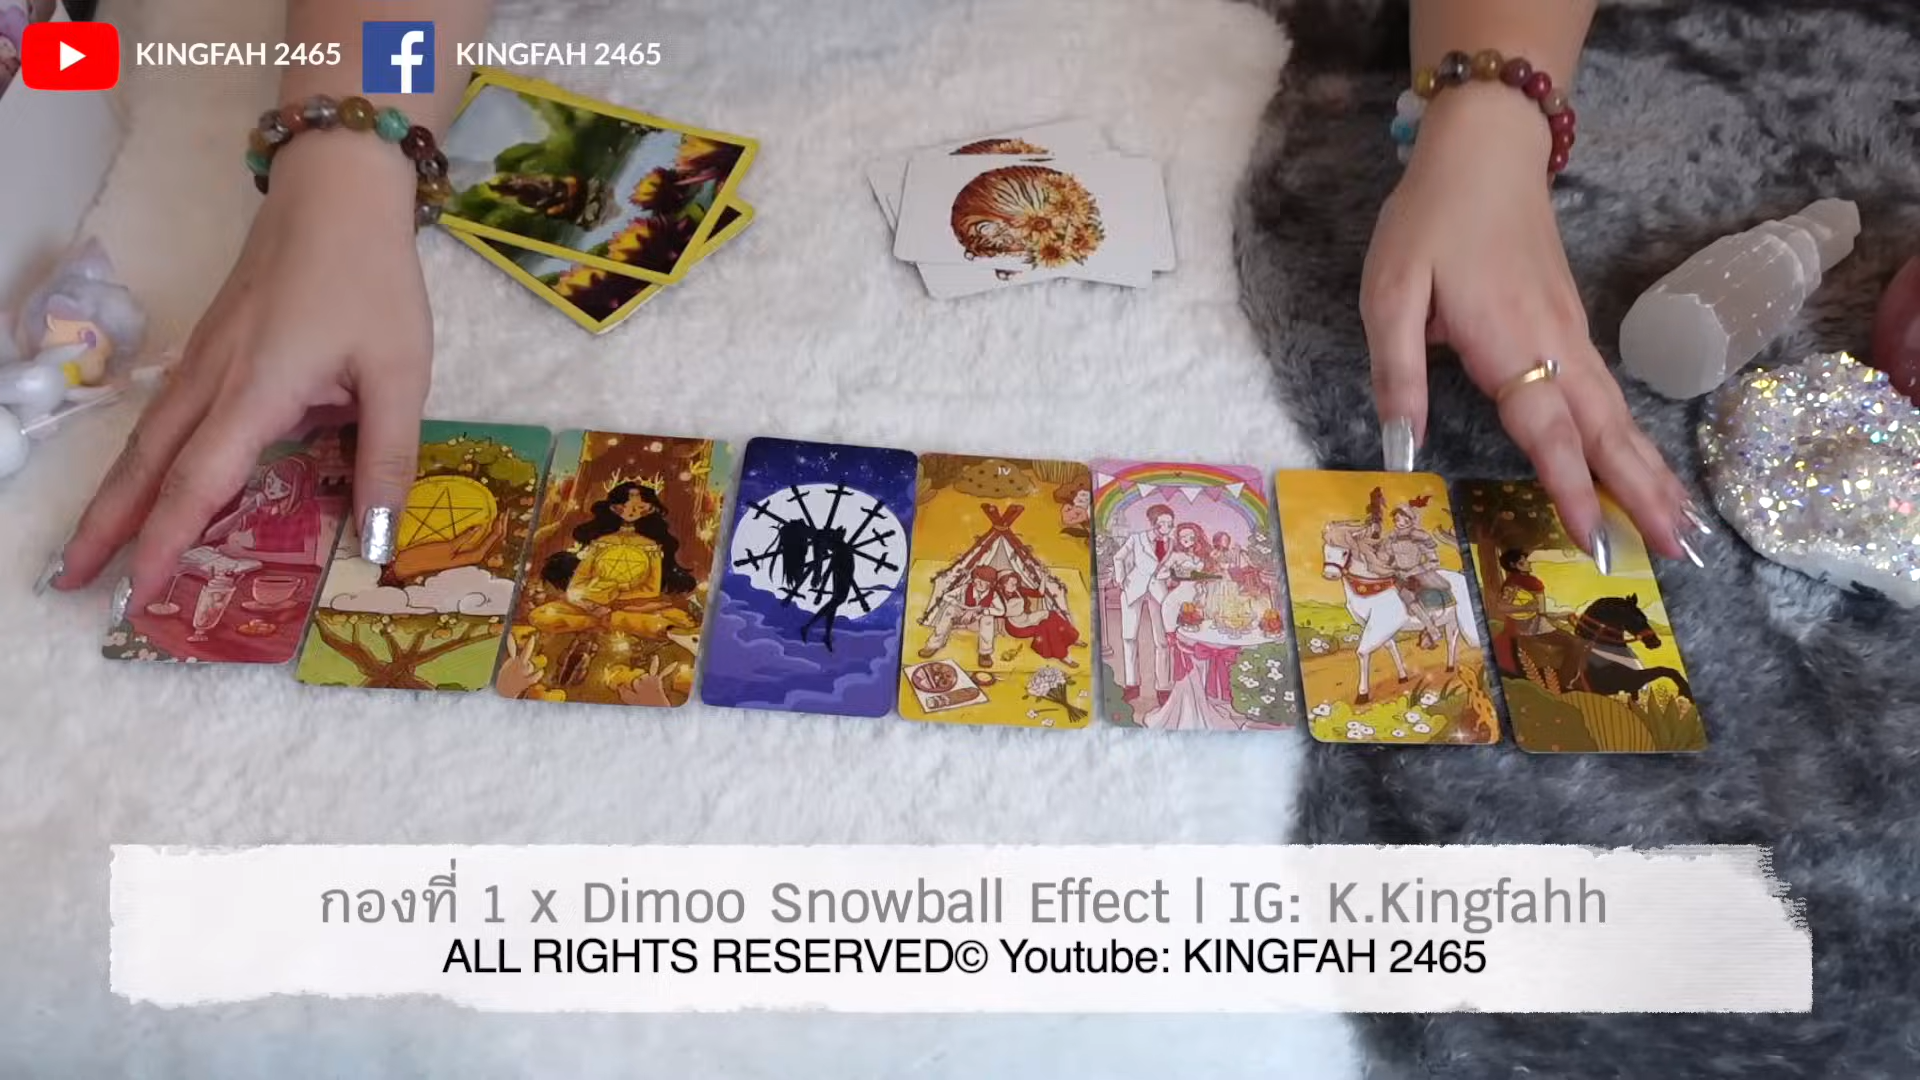 KINGFAH 2465 KINGFAH 2465
X
IV
กองที่ 1 x Dimoo Snowball Effect | IG: K.Kingfahh
ALL RIGHTS RESERVED© Youtube: KINGFAH 2465